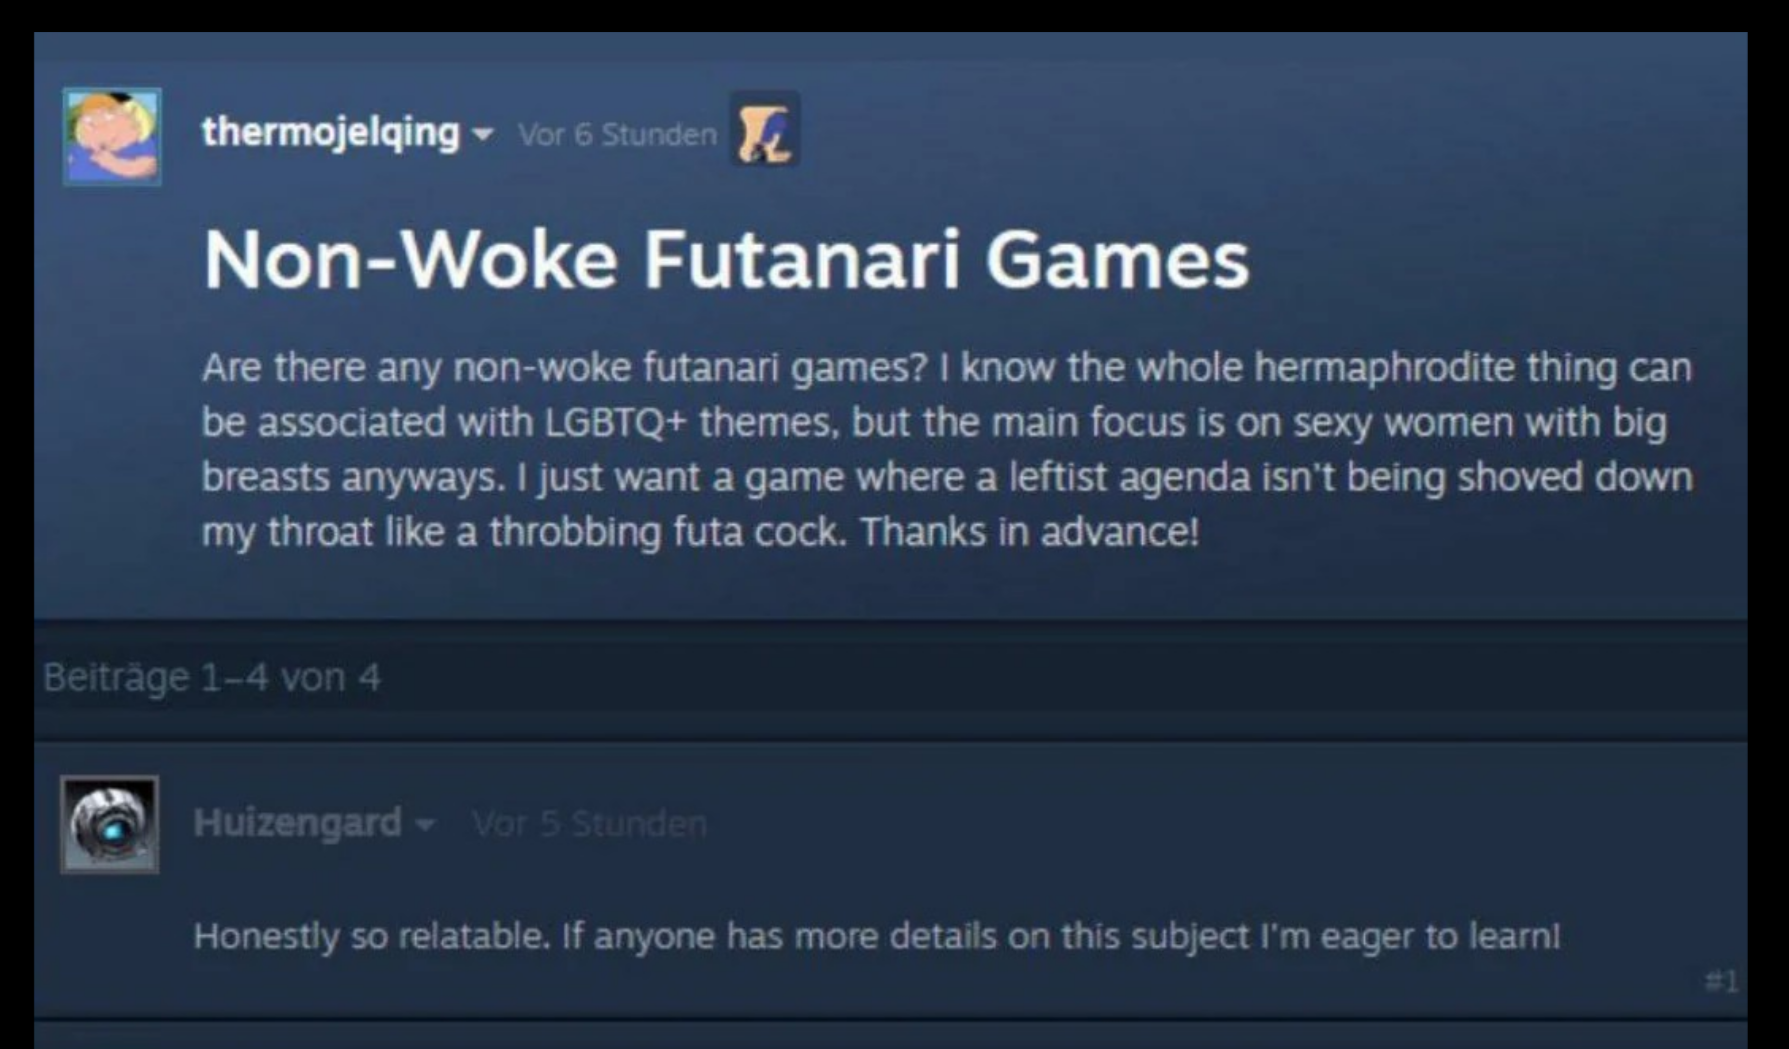 thermojelqing Vor 6 Stunden
Non-Woke Futanari Games
Are there any non-woke futanari games? I know the whole hermaphrodite thing can
be associated with LGBTQ+ themes, but the main focus is on sexy women with big
breasts anyways. I just want a game where a leftist agenda isn't being shoved down
my throat like a throbbing futa cock. Thanks in advance!
Beiträge 1–4 von 4
Huizengard Vor 5 Stunden
Honestly so relatable. If anyone has more details on this subject I'm eager to learn!
#1